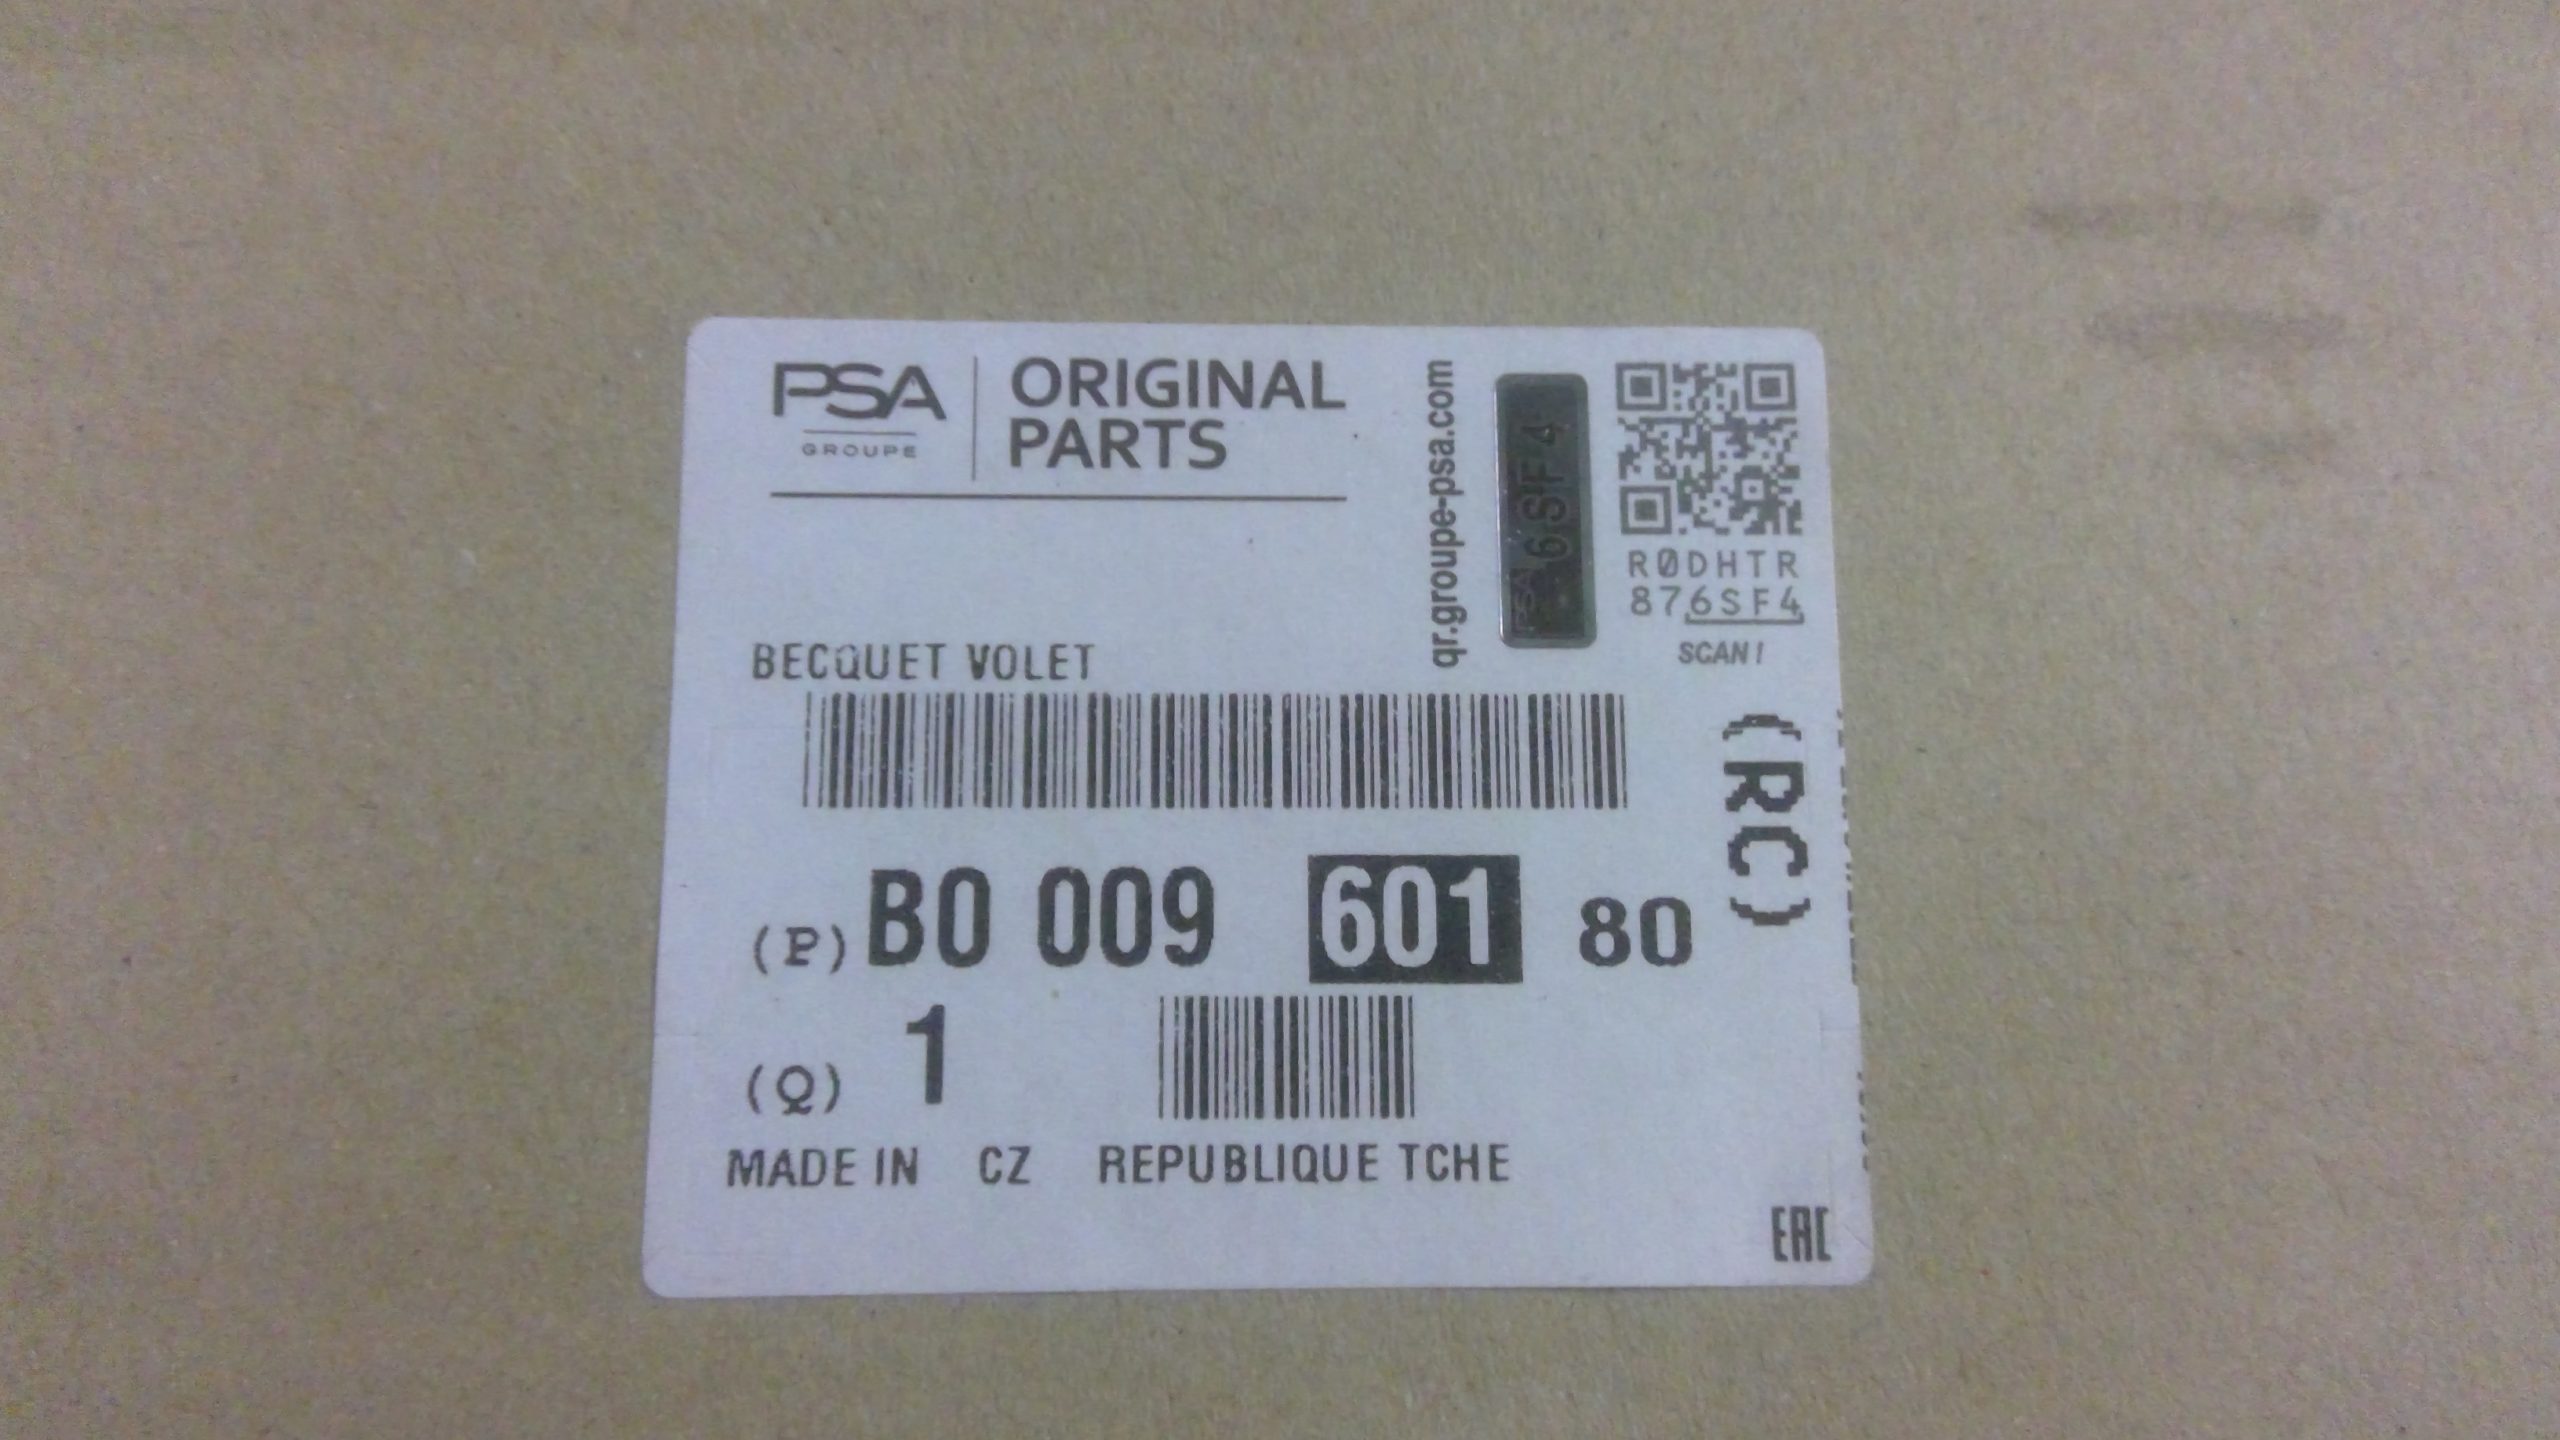 PSA
GROUPE
ORIGINAL
PARTS
qr.groupe-psa.com
PSA 6SF4
RØDHTR
876SF4
SCAN!
BECQUET VOLET
(RC)
(P) B0 009 601 80
(Q) 1
MADE IN CZ REPUBLIQUE TCHE
EAC